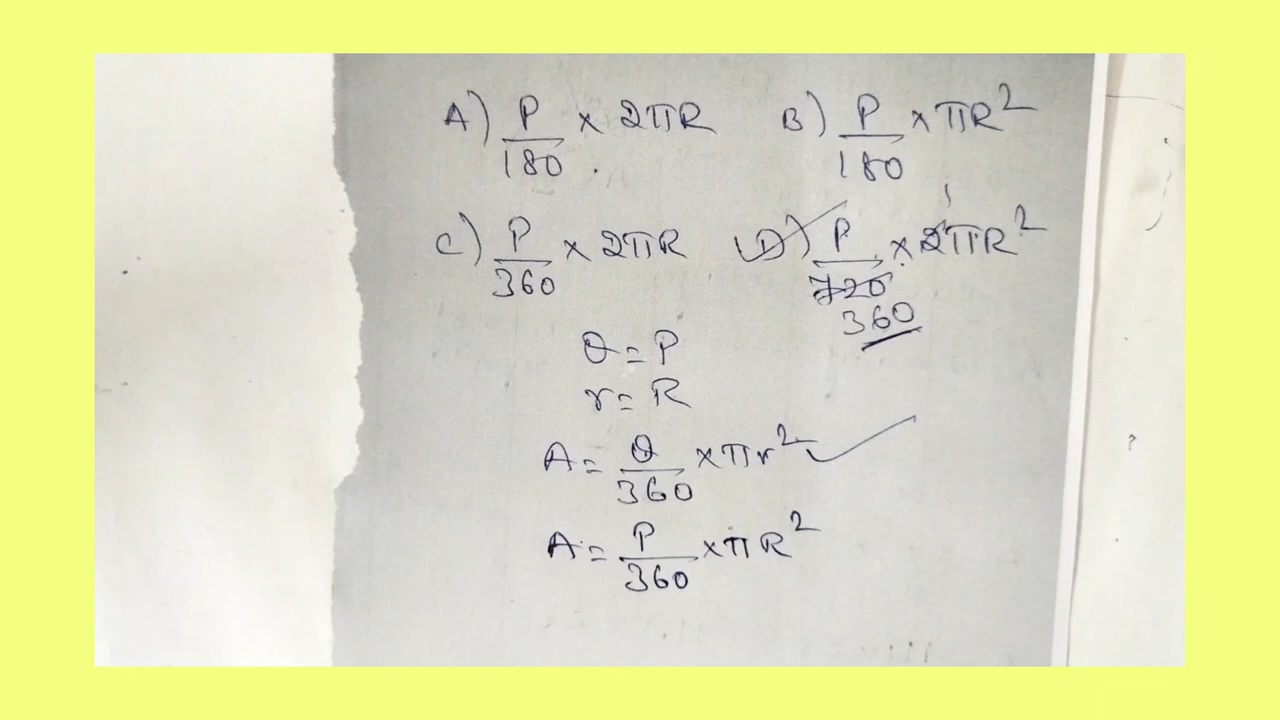 A) P/180 × 2πR B) P/180 × πR²
C) P/360 × 2πR D) P/720 × 2πR²
360
θ = P
r = R
A = θ/360 × πr²
A = P/360 × πR²